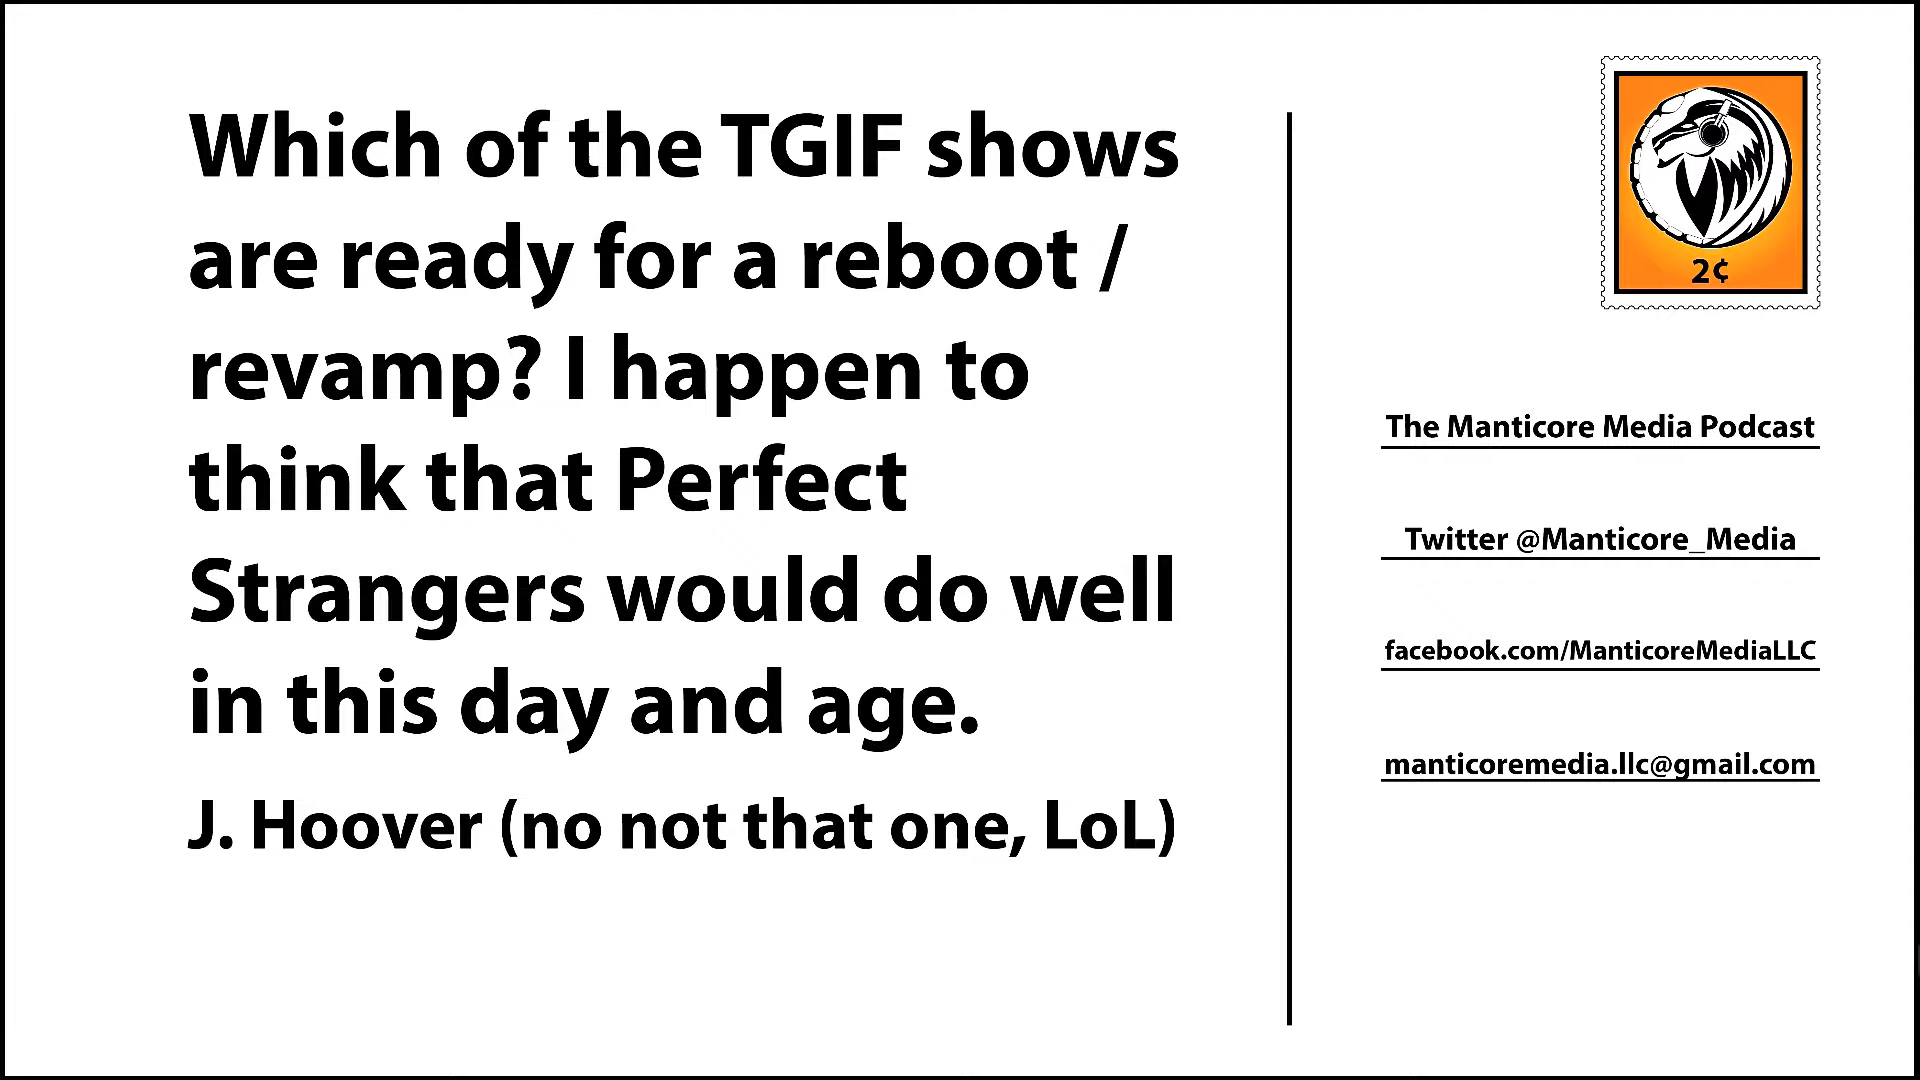 Which of the TGIF shows
are ready for a reboot /
revamp? I happen to
think that Perfect
Strangers would do well
in this day and age.
J. Hoover (no not that one, LoL)
2¢
The Manticore Media Podcast
Twitter @Manticore_Media
facebook.com/ManticoreMediaLLC
manticoremedia.llc@gmail.com